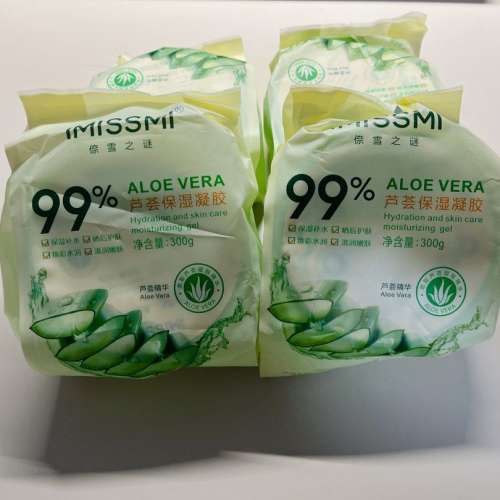 IMISSMI®
倷雪之谜
99%
ALOE VERA
芦荟保湿凝胶
Hydration and skin care
moisturizing gel
保湿补水 晒后护肤
焕彩水润 滋润嫩肤
净含量:300g
芦荟精华
Aloe Vera
ALOE VERA
IMISSMI
倷雪之谜
99%
ALOE VERA
芦荟保湿凝胶
Hydration and skin care
moisturizing gel
保湿补水 晒后护肤
焕彩水润 滋润嫩肤
净含量:300g
芦荟精华
Aloe Vera
ALOE VERA